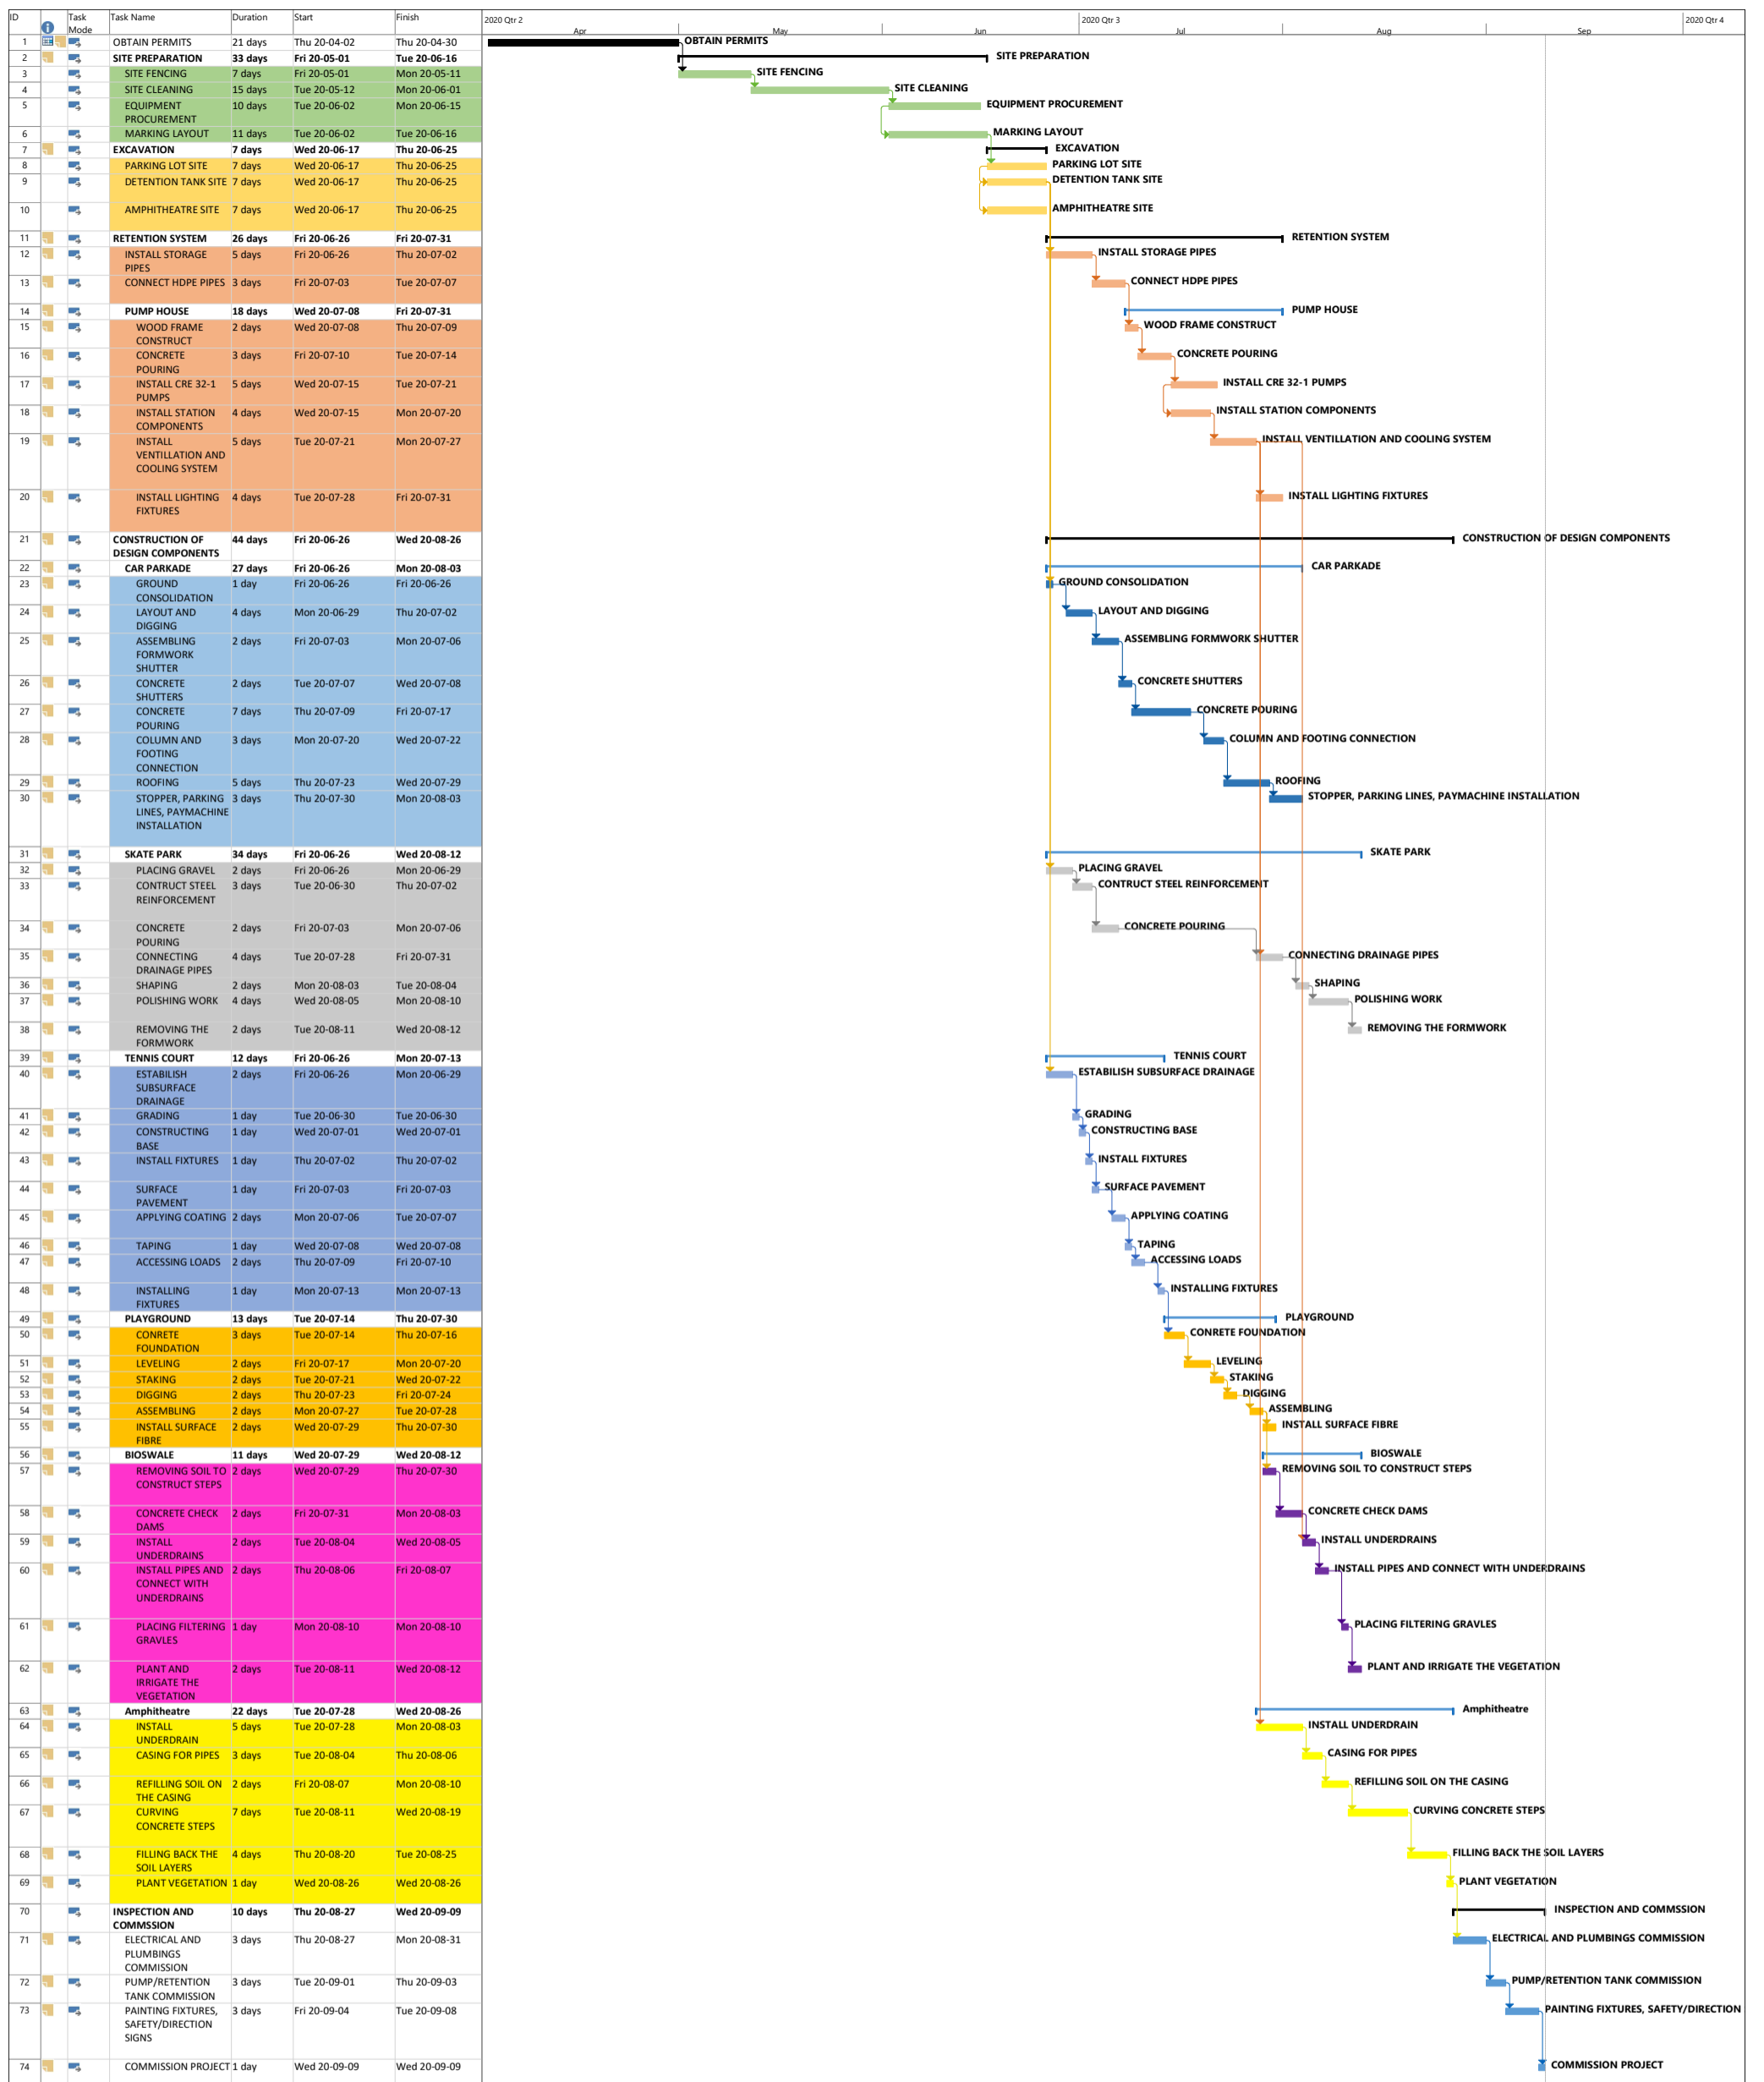 ID Task Mode Task Name Duration Start Finish 2020 Qtr 2 2020 Qtr 3 2020 Qtr 4
Apr May Jun Jul Aug Sep
1 OBTAIN PERMITS 21 days Thu 20-04-02 Thu 20-04-30 OBTAIN PERMITS
2 SITE PREPARATION 33 days Fri 20-05-01 Tue 20-06-16 SITE PREPARATION
3 SITE FENCING 7 days Fri 20-05-01 Mon 20-05-11 SITE FENCING
4 SITE CLEANING 15 days Tue 20-05-12 Mon 20-06-01 SITE CLEANING
5 EQUIPMENT 10 days Tue 20-06-02 Mon 20-06-15 EQUIPMENT PROCUREMENT
PROCUREMENT
6 MARKING LAYOUT 11 days Tue 20-06-02 Tue 20-06-16 MARKING LAYOUT
7 EXCAVATION 7 days Wed 20-06-17 Thu 20-06-25 EXCAVATION
8 PARKING LOT SITE 7 days Wed 20-06-17 Thu 20-06-25 PARKING LOT SITE
9 DETENTION TANK SITE 7 days Wed 20-06-17 Thu 20-06-25 DETENTION TANK SITE
10 AMPHITHEATRE SITE 7 days Wed 20-06-17 Thu 20-06-25 AMPHITHEATRE SITE
11 RETENTION SYSTEM 26 days Fri 20-06-26 Fri 20-07-31 RETENTION SYSTEM
12 INSTALL STORAGE 5 days Fri 20-06-26 Thu 20-07-02 INSTALL STORAGE PIPES
PIPES
13 CONNECT HDPE PIPES 3 days Fri 20-07-03 Tue 20-07-07 CONNECT HDPE PIPES
14 PUMP HOUSE 18 days Wed 20-07-08 Fri 20-07-31 PUMP HOUSE
15 WOOD FRAME 2 days Wed 20-07-08 Thu 20-07-09 WOOD FRAME CONSTRUCT
CONSTRUCT
16 CONCRETE 3 days Fri 20-07-10 Tue 20-07-14 CONCRETE POURING
POURING
17 INSTALL CRE 32-1 5 days Wed 20-07-15 Tue 20-07-21 INSTALL CRE 32-1 PUMPS
PUMPS
18 INSTALL STATION 4 days Wed 20-07-15 Mon 20-07-20 INSTALL STATION COMPONENTS
COMPONENTS
19 INSTALL 5 days Tue 20-07-21 Mon 20-07-27 INSTALL VENTILLATION AND COOLING SYSTEM
VENTILLATION AND
COOLING SYSTEM
20 INSTALL LIGHTING 4 days Tue 20-07-28 Fri 20-07-31 INSTALL LIGHTING FIXTURES
FIXTURES
21 CONSTRUCTION OF 44 days Fri 20-06-26 Wed 20-08-26 CONSTRUCTION OF DESIGN COMPONENTS
DESIGN COMPONENTS
22 CAR PARKADE 27 days Fri 20-06-26 Mon 20-08-03 CAR PARKADE
23 GROUND 1 day Fri 20-06-26 Fri 20-06-26 GROUND CONSOLIDATION
CONSOLIDATION
24 LAYOUT AND 4 days Mon 20-06-29 Thu 20-07-02 LAYOUT AND DIGGING
DIGGING
25 ASSEMBLING 2 days Fri 20-07-03 Mon 20-07-06 ASSEMBLING FORMWORK SHUTTER
FORMWORK
SHUTTER
26 CONCRETE 2 days Tue 20-07-07 Wed 20-07-08 CONCRETE SHUTTERS
SHUTTERS
27 CONCRETE 7 days Thu 20-07-09 Fri 20-07-17 CONCRETE POURING
POURING
28 COLUMN AND 3 days Mon 20-07-20 Wed 20-07-22 COLUMN AND FOOTING CONNECTION
FOOTING
CONNECTION
29 ROOFING 5 days Thu 20-07-23 Wed 20-07-29 ROOFING
30 STOPPER, PARKING 3 days Thu 20-07-30 Mon 20-08-03 STOPPER, PARKING LINES, PAYMACHINE INSTALLATION
LINES, PAYMACHINE
INSTALLATION
31 SKATE PARK 34 days Fri 20-06-26 Wed 20-08-12 SKATE PARK
32 PLACING GRAVEL 2 days Fri 20-06-26 Mon 20-06-29 PLACING GRAVEL
33 CONTRUCT STEEL 3 days Tue 20-06-30 Thu 20-07-02 CONTRUCT STEEL REINFORCEMENT
REINFORCEMENT
34 CONCRETE 2 days Fri 20-07-03 Mon 20-07-06 CONCRETE POURING
POURING
35 CONNECTING 4 days Tue 20-07-28 Fri 20-07-31 CONNECTING DRAINAGE PIPES
DRAINAGE PIPES
36 SHAPING 2 days Mon 20-08-03 Tue 20-08-04 SHAPING
37 POLISHING WORK 4 days Wed 20-08-05 Mon 20-08-10 POLISHING WORK
38 REMOVING THE 2 days Tue 20-08-11 Wed 20-08-12 REMOVING THE FORMWORK
FORMWORK
39 TENNIS COURT 12 days Fri 20-06-26 Mon 20-07-13 TENNIS COURT
40 ESTABILISH 2 days Fri 20-06-26 Mon 20-06-29 ESTABILISH SUBSURFACE DRAINAGE
SUBSURFACE
DRAINAGE
41 GRADING 1 day Tue 20-06-30 Tue 20-06-30 GRADING
42 CONSTRUCTING 1 day Wed 20-07-01 Wed 20-07-01 CONSTRUCTING BASE
BASE
43 INSTALL FIXTURES 1 day Thu 20-07-02 Thu 20-07-02 INSTALL FIXTURES
44 SURFACE 1 day Fri 20-07-03 Fri 20-07-03 SURFACE PAVEMENT
PAVEMENT
45 APPLYING COATING 2 days Mon 20-07-06 Tue 20-07-07 APPLYING COATING
46 TAPING 1 day Wed 20-07-08 Wed 20-07-08 TAPING
47 ACCESSING LOADS 2 days Thu 20-07-09 Fri 20-07-10 ACCESSING LOADS
48 INSTALLING 1 day Mon 20-07-13 Mon 20-07-13 INSTALLING FIXTURES
FIXTURES
49 PLAYGROUND 13 days Tue 20-07-14 Thu 20-07-30 PLAYGROUND
50 CONRETE 3 days Tue 20-07-14 Thu 20-07-16 CONRETE FOUNDATION
FOUNDATION
51 LEVELING 2 days Fri 20-07-17 Mon 20-07-20 LEVELING
52 STAKING 2 days Tue 20-07-21 Wed 20-07-22 STAKING
53 DIGGING 2 days Thu 20-07-23 Fri 20-07-24 DIGGING
54 ASSEMBLING 2 days Mon 20-07-27 Tue 20-07-28 ASSEMBLING
55 INSTALL SURFACE 2 days Wed 20-07-29 Thu 20-07-30 INSTALL SURFACE FIBRE
FIBRE
56 BIOSWALE 11 days Wed 20-07-29 Wed 20-08-12 BIOSWALE
57 REMOVING SOIL TO 2 days Wed 20-07-29 Thu 20-07-30 REMOVING SOIL TO CONSTRUCT STEPS
CONSTRUCT STEPS
58 CONCRETE CHECK 2 days Fri 20-07-31 Mon 20-08-03 CONCRETE CHECK DAMS
DAMS
59 INSTALL 2 days Tue 20-08-04 Wed 20-08-05 INSTALL UNDERDRAINS
UNDERDRAINS
60 INSTALL PIPES AND 2 days Thu 20-08-06 Fri 20-08-07 INSTALL PIPES AND CONNECT WITH UNDERDRAINS
CONNECT WITH
UNDERDRAINS
61 PLACING FILTERING 1 day Mon 20-08-10 Mon 20-08-10 PLACING FILTERING GRAVLES
GRAVLES
62 PLANT AND 2 days Tue 20-08-11 Wed 20-08-12 PLANT AND IRRIGATE THE VEGETATION
IRRIGATE THE
VEGETATION
63 Amphitheatre 22 days Tue 20-07-28 Wed 20-08-26 Amphitheatre
64 INSTALL 5 days Tue 20-07-28 Mon 20-08-03 INSTALL UNDERDRAIN
UNDERDRAIN
65 CASING FOR PIPES 3 days Tue 20-08-04 Thu 20-08-06 CASING FOR PIPES
66 REFILLING SOIL ON 2 days Fri 20-08-07 Mon 20-08-10 REFILLING SOIL ON THE CASING
THE CASING
67 CURVING 7 days Tue 20-08-11 Wed 20-08-19 CURVING CONCRETE STEPS
CONCRETE STEPS
68 FILLING BACK THE 4 days Thu 20-08-20 Tue 20-08-25 FILLING BACK THE SOIL LAYERS
SOIL LAYERS
69 PLANT VEGETATION 1 day Wed 20-08-26 Wed 20-08-26 PLANT VEGETATION
70 INSPECTION AND 10 days Thu 20-08-27 Wed 20-09-09 INSPECTION AND COMMSSION
COMMSSION
71 ELECTRICAL AND 3 days Thu 20-08-27 Mon 20-08-31 ELECTRICAL AND PLUMBINGS COMMISSION
PLUMBINGS
COMMISSION
72 PUMP/RETENTION 3 days Tue 20-09-01 Thu 20-09-03 PUMP/RETENTION TANK COMMISSION
TANK COMMISSION
73 PAINTING FIXTURES, 3 days Fri 20-09-04 Tue 20-09-08 PAINTING FIXTURES, SAFETY/DIRECTION
SAFETY/DIRECTION
SIGNS
74 COMMISSION PROJECT 1 day Wed 20-09-09 Wed 20-09-09 COMMISSION PROJECT